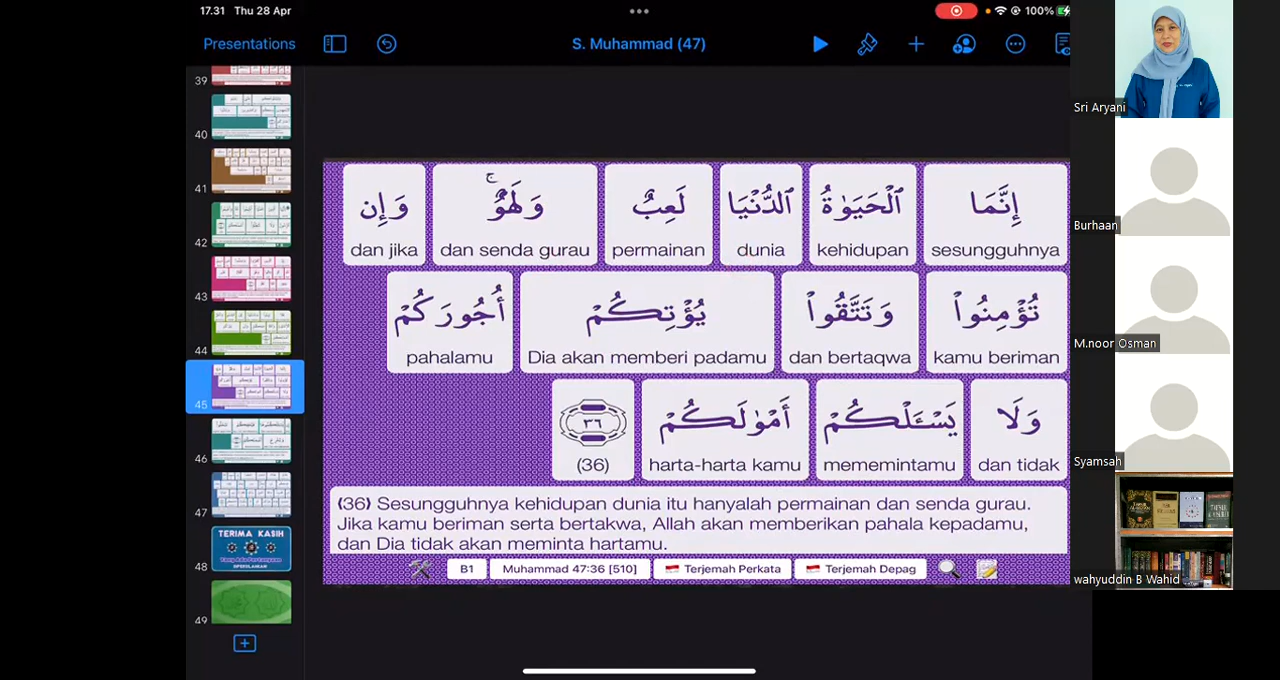 17.31 Thu 28 Apr
100%
Presentations
S. Muhammad (47)
39
40
41
42
43
44
45
46
47
48
49
TERIMA KASIH
إِنَّمَا ٱلْحَيَوٰةُ ٱلدُّنْيَا لَعِبٌ وَلَهْوٌ ۚ وَإِن
sesungguhnya kehidupan dunia permainan dan senda gurau dan jika
تُؤْمِنُوا۟ وَتَتَّقُوا۟ يُؤْتِكُمْ أُجُورَكُمْ
kamu beriman dan bertaqwa Dia akan memberi padamu pahalamu
وَلَا يَسْـَٔلْكُمْ أَمْوَٰلَكُمْ ٣٦
dan tidak mememintamu harta-harta kamu (36)
(36) Sesungguhnya kehidupan dunia itu hanyalah permainan dan senda gurau.
Jika kamu beriman serta bertakwa, Allah akan memberikan pahala kepadamu,
dan Dia tidak akan meminta hartamu.
B1 Muhammad 47:36 [510] Terjemah Perkata Terjemah Depag
Sri Aryani
Burhaan
M.noor Osman
Syamsah
wahyuddin B Wahid